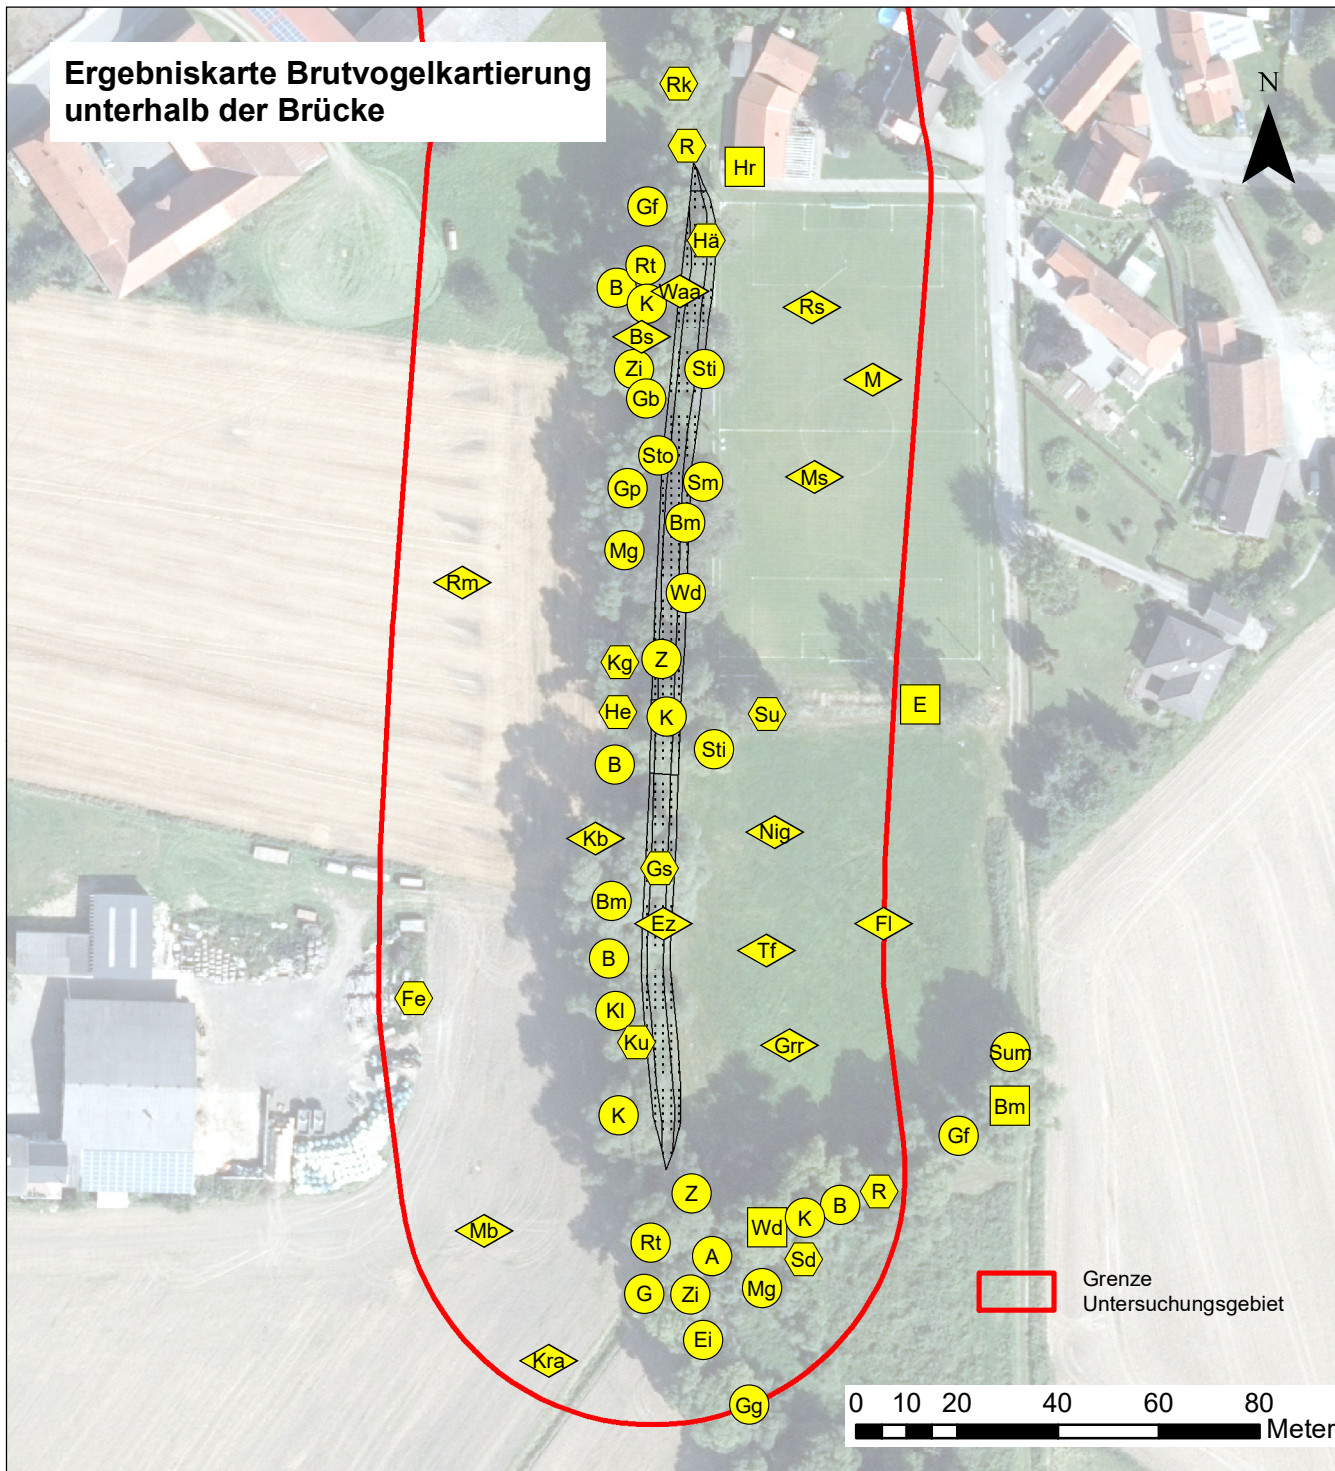 Ergebniskarte Brutvogelkartierung
unterhalb der Brücke
N
Rk
R
Hr
Gf
Hä
Rt
B
Waa
K
Rs
Bs
Zi
Sti
M
Gb
Sto
Gp
Sm
Ms
Bm
Mg
Rm
Wd
Kg
Z
He
K
Su
E
B
Sti
Kb
Nig
Gs
Bm
Ez
Fl
B
Tf
Fe
Kl
Ku
Grr
Sum
K
Bm
Gf
Z
R
B
K
Wd
Mb
Rt
A
Sd
G
Zi
Mg
Grenze
Untersuchungsgebiet
Ei
Kra
Gg
0 10 20 40 60 80
Meter